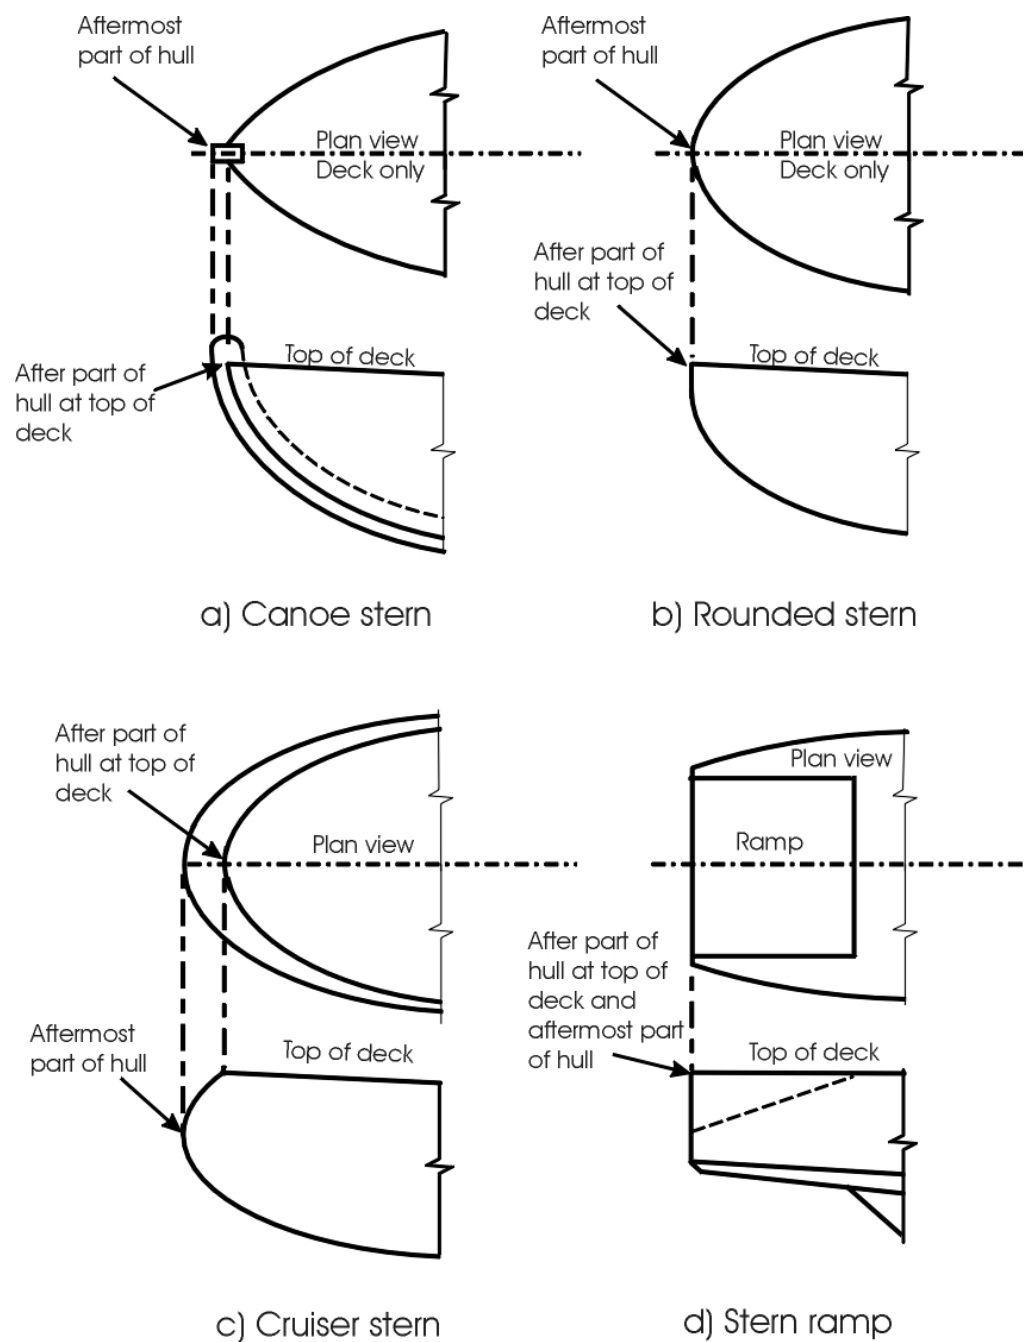 Aftermost
part of hull
Plan view
Deck only
Top of deck
After part of
hull at top of
deck
a) Canoe stern
Aftermost
part of hull
Plan view
Deck only
After part of
hull at top of
deck
Top of deck
b) Rounded stern
After part of
hull at top of
deck
Plan view
Aftermost
part of hull
Top of deck
c) Cruiser stern
Plan view
Ramp
After part of
hull at top of
deck and
aftermost part
of hull
Top of deck
d) Stern ramp